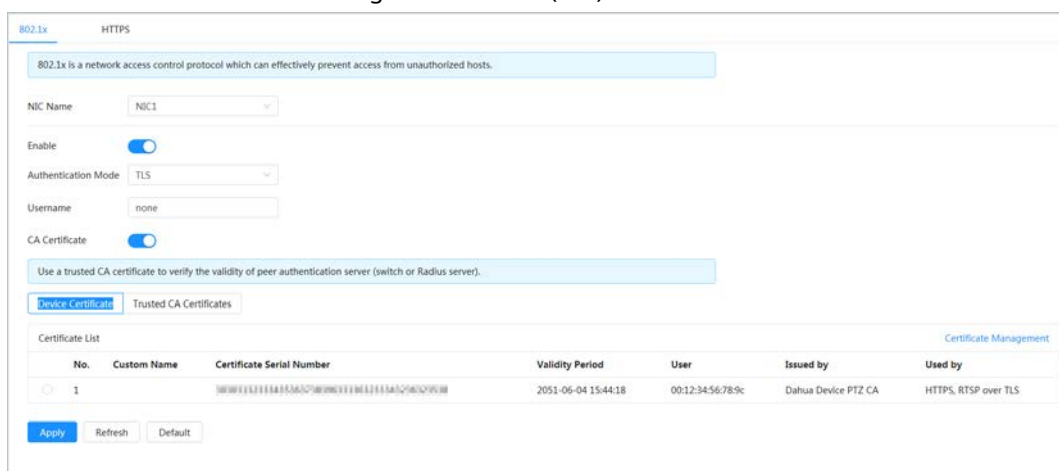 802.1x HTTPS
802.1x is a network access control protocol which can effectively prevent access from unauthorized hosts.
NIC Name NIC1
Enable
Authentication Mode TLS
Username none
CA Certificate
Use a trusted CA certificate to verify the validity of peer authentication server (switch or Radius server).
Device Certificate Trusted CA Certificates
Certificate List Certificate Management
No. Custom Name Certificate Serial Number Validity Period User Issued by Used by
1 2051-06-04 15:44:18 00:12:34:56:78:9c Dahua Device PTZ CA HTTPS, RTSP over TLS
Apply Refresh Default